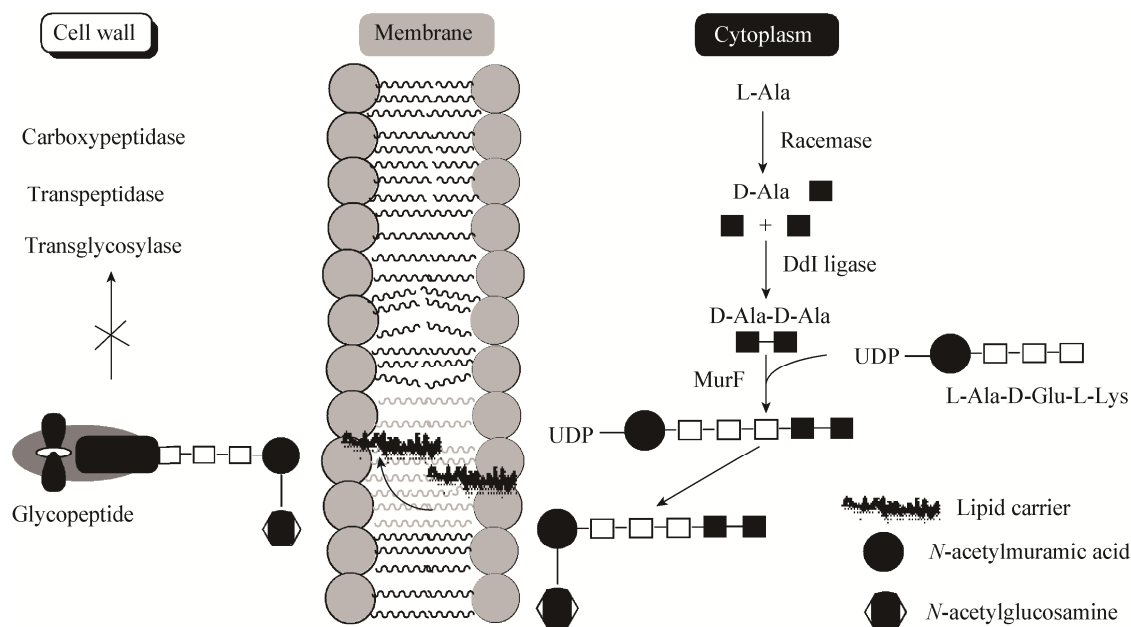 Cell wall
Membrane
Cytoplasm
Carboxypeptidase
Transpeptidase
Transglycosylase
Glycopeptide
L-Ala
Racemase
D-Ala
+
DdI ligase
D-Ala-D-Ala
MurF
UDP
L-Ala-D-Glu-L-Lys
UDP
Lipid carrier
N-acetylmuramic acid
N-acetylglucosamine